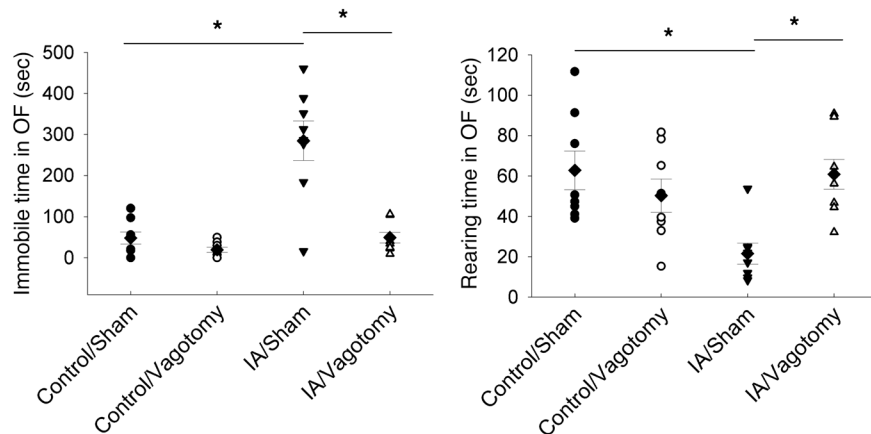 *
*
500
400
300
200
100
0
Immobile time in OF (sec)
Control/Sham
Control/Vagotomy
IA/Sham
IA/Vagotomy
*
*
120
100
80
60
40
20
0
Rearing time in OF (sec)
Control/Sham
Control/Vagotomy
IA/Sham
IA/Vagotomy